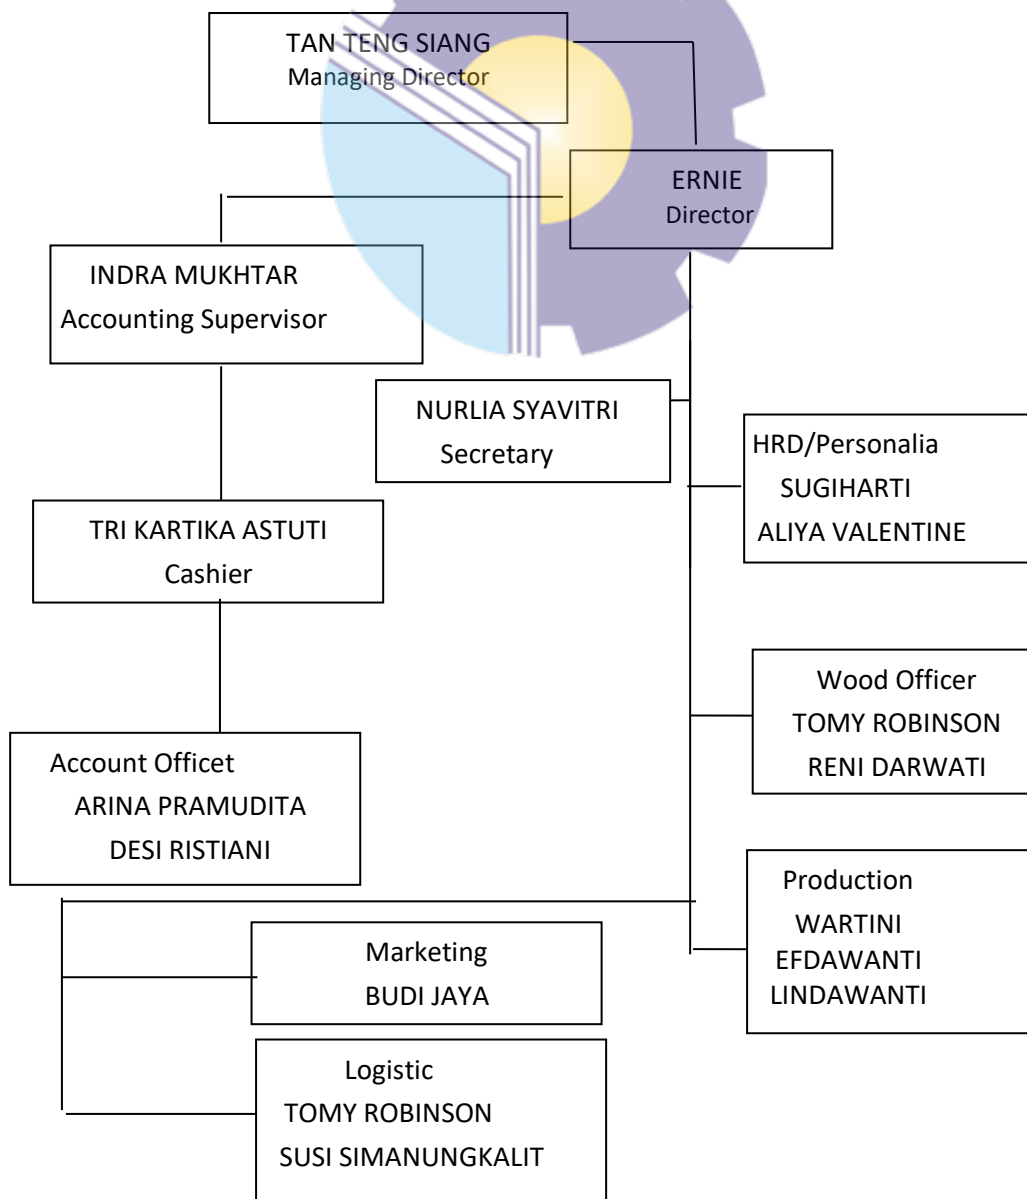 TAN TENG SIANG
Managing Director
ERNIE
Director
INDRA MUKHTAR
Accounting Supervisor
NURLIA SYAVITRI
Secretary
HRD/Personalia
SUGIHARTI
ALIYA VALENTINE
TRI KARTIKA ASTUTI
Cashier
Wood Officer
TOMY ROBINSON
RENI DARWATI
Account Officet
ARINA PRAMUDITA
DESI RISTIANI
Production
WARTINI
EFDAWANTI
LINDAWANTI
Marketing
BUDI JAYA
Logistic
TOMY ROBINSON
SUSI SIMANUNGKALIT